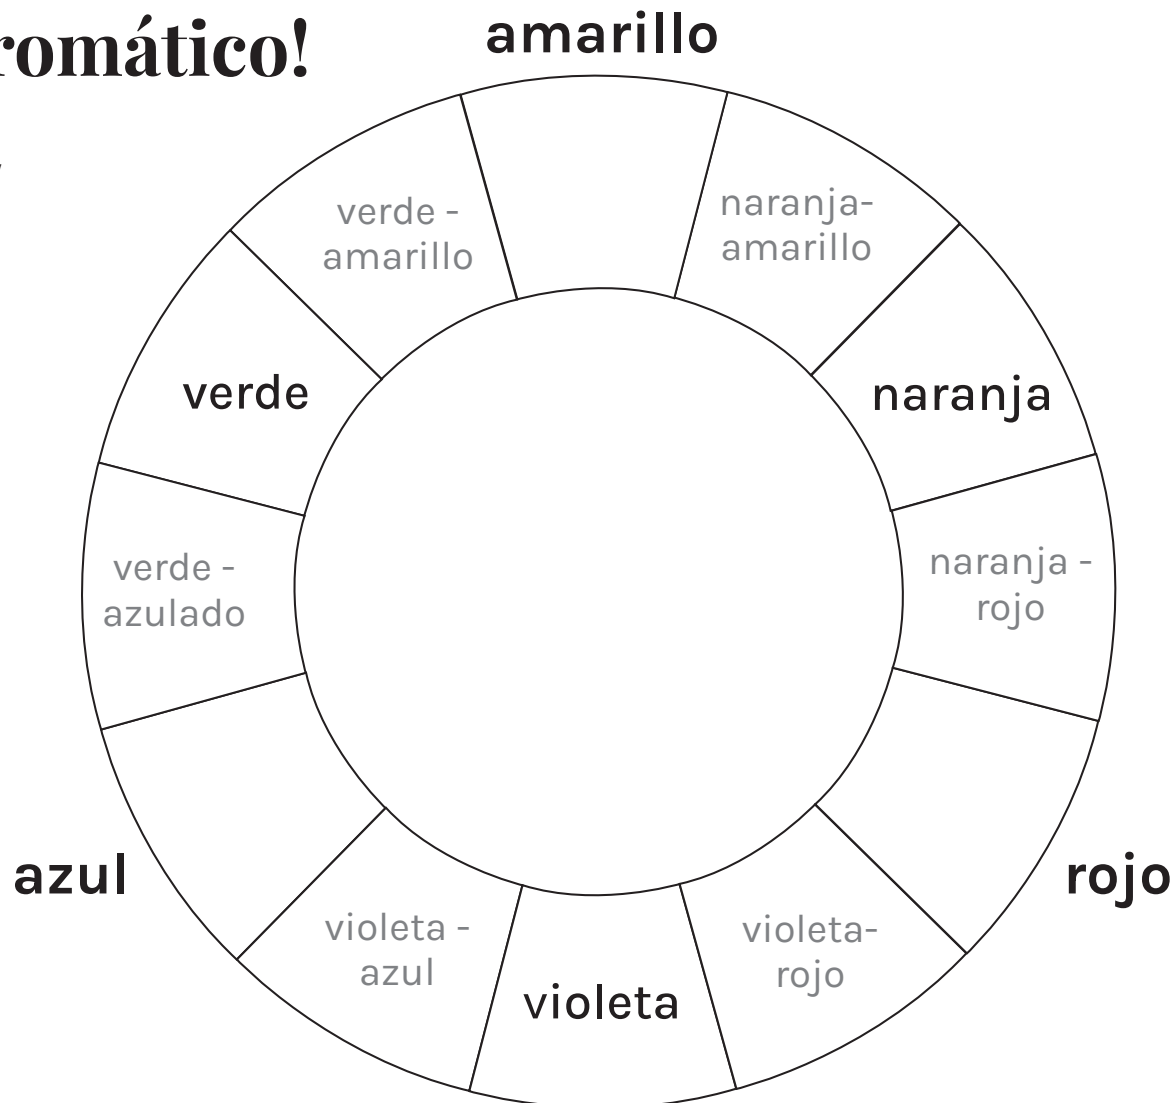 romático!
amarillo
verde -
amarillo
naranja-
amarillo
verde
naranja
verde -
azulado
naranja -
rojo
azul
rojo
violeta -
azul
violeta
violeta-
rojo